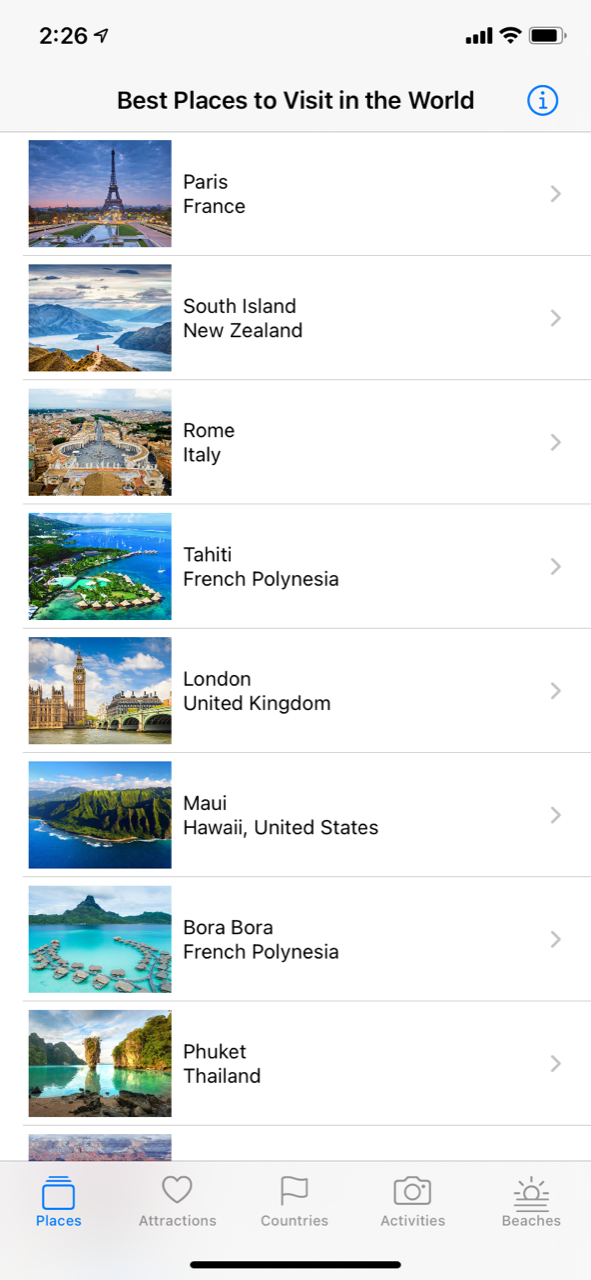 2:26
Best Places to Visit in the World
Paris
France
South Island
New Zealand
Rome
Italy
Tahiti
French Polynesia
London
United Kingdom
Maui
Hawaii, United States
Bora Bora
French Polynesia
Phuket
Thailand
Places Attractions Countries Activities Beaches